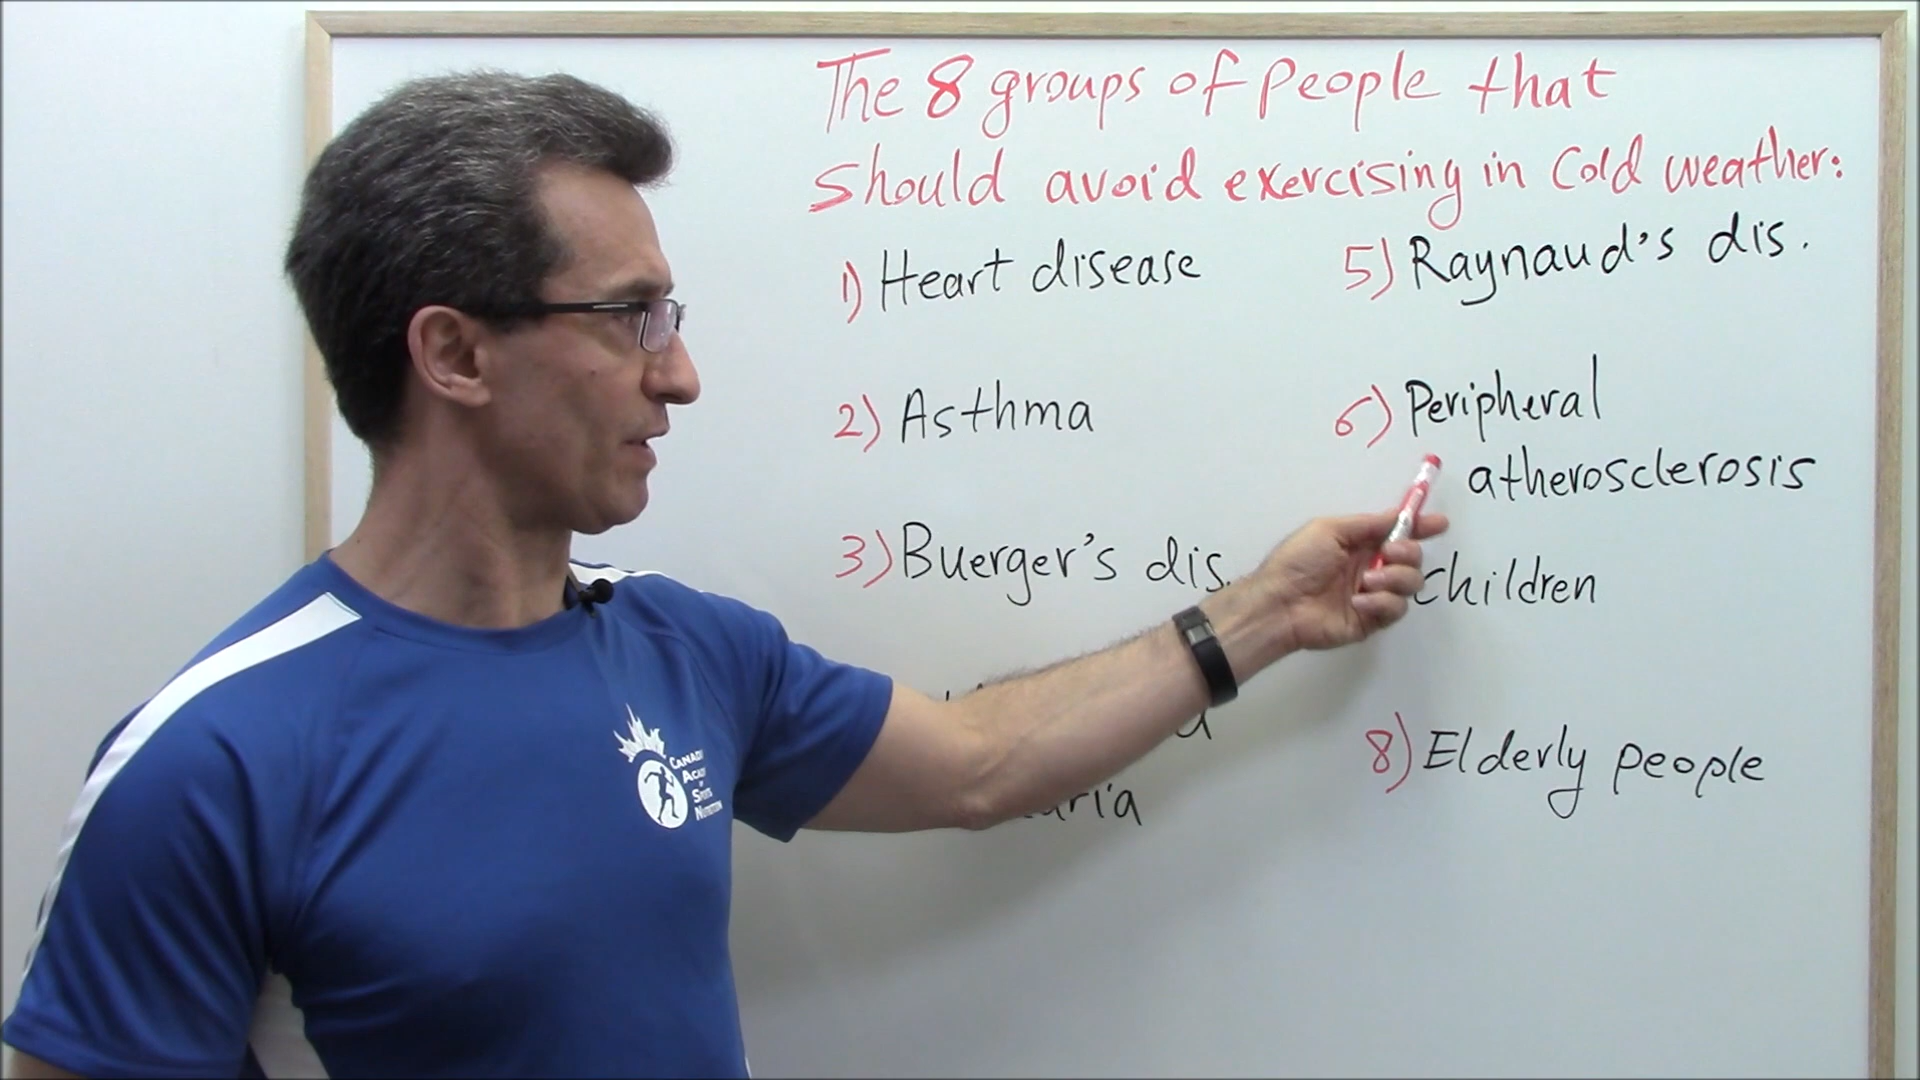 The 8 groups of people that
should avoid exercising in cold weather:
1) Heart disease
2) Asthma
3) Buerger's dis.
5) Raynaud's dis.
6) Peripheral
atherosclerosis
children
8) Elderly people